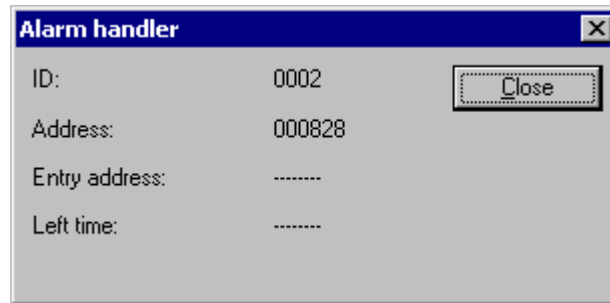 Alarm handler
ID: 0002 Close
Address: 000828
Entry address: --------
Left time: --------